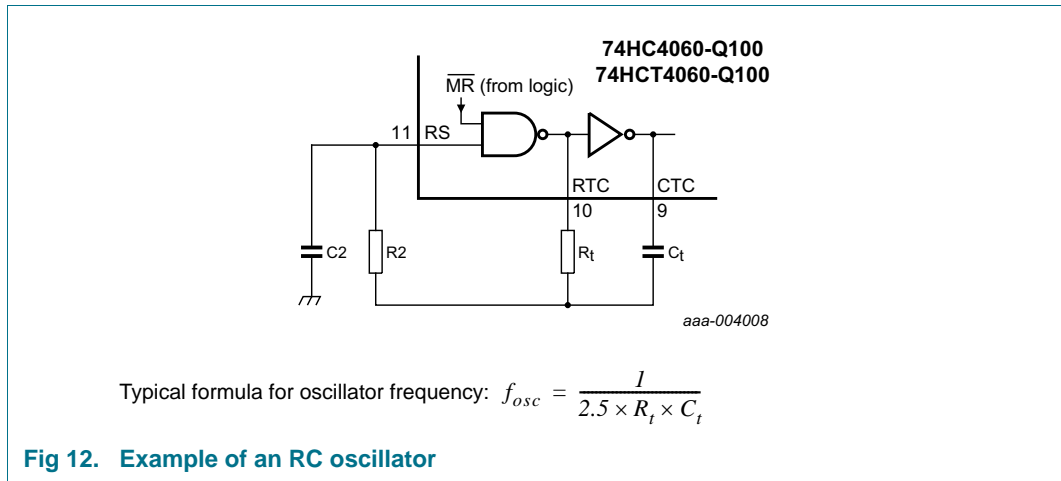 74HC4060-Q100
74HCT4060-Q100
MR (from logic)
11 RS
RTC CTC
10 9
C2 R2 Rt Ct
aaa-004008
Typical formula for oscillator frequency: fosc = 1 / 2.5 × Rt × Ct
Fig 12. Example of an RC oscillator